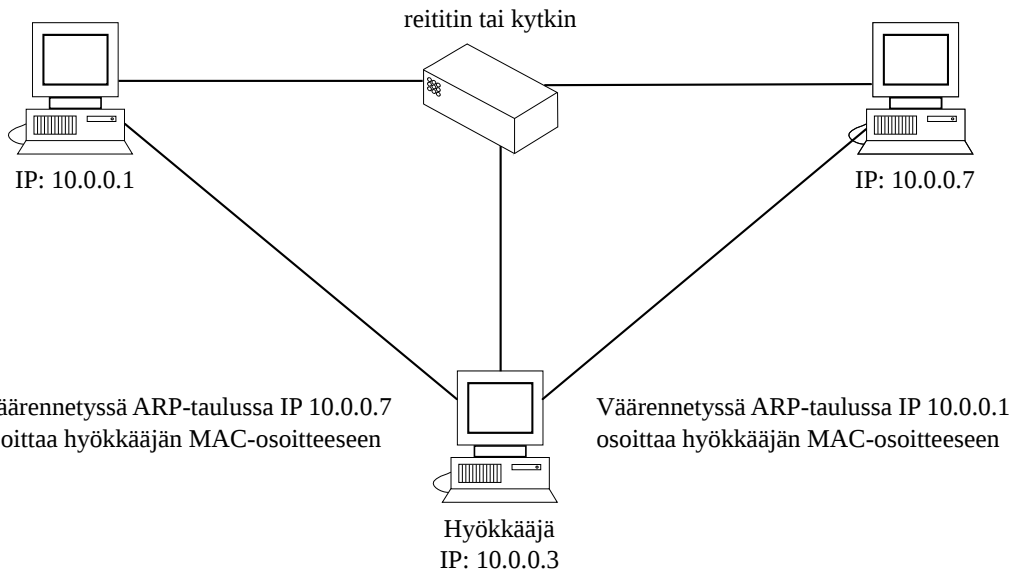 reititin tai kytkin
IP: 10.0.0.1
IP: 10.0.0.7
äärennetyssä ARP-taulussa IP 10.0.0.7
oittaa hyökkääjän MAC-osoitteeseen
Väärennetyssä ARP-taulussa IP 10.0.0.1
osoittaa hyökkääjän MAC-osoitteeseen
Hyökkääjä
IP: 10.0.0.3